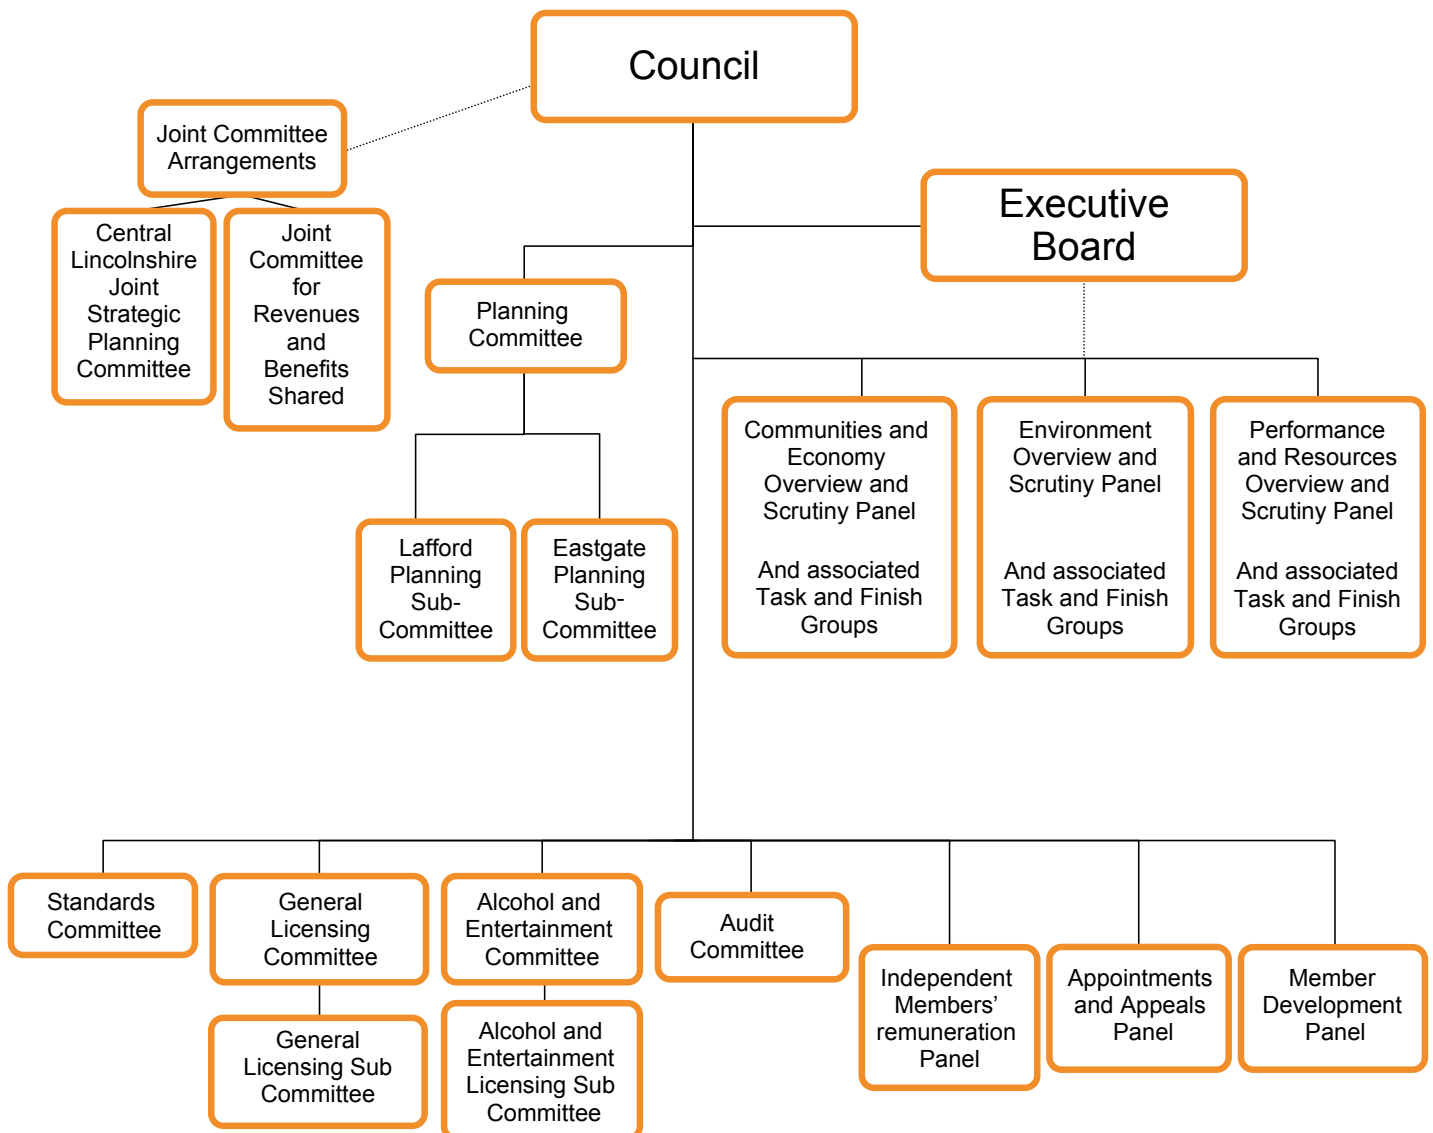 Council
Joint Committee
Arrangements
Central
Lincolnshire
Joint
Strategic
Planning
Committee
Joint
Committee
for
Revenues
and
Benefits
Shared
Executive
Board
Planning
Committee
Lafford
Planning
Sub-
Committee
Eastgate
Planning
Sub-
Committee
Communities and
Economy
Overview and
Scrutiny Panel
And associated
Task and Finish
Groups
Environment
Overview and
Scrutiny Panel
And associated
Task and Finish
Groups
Performance
and Resources
Overview and
Scrutiny Panel
And associated
Task and Finish
Groups
Standards
Committee
General
Licensing
Committee
General
Licensing Sub
Committee
Alcohol and
Entertainment
Committee
Alcohol and
Entertainment
Licensing Sub
Committee
Audit
Committee
Independent
Members’
remuneration
Panel
Appointments
and Appeals
Panel
Member
Development
Panel